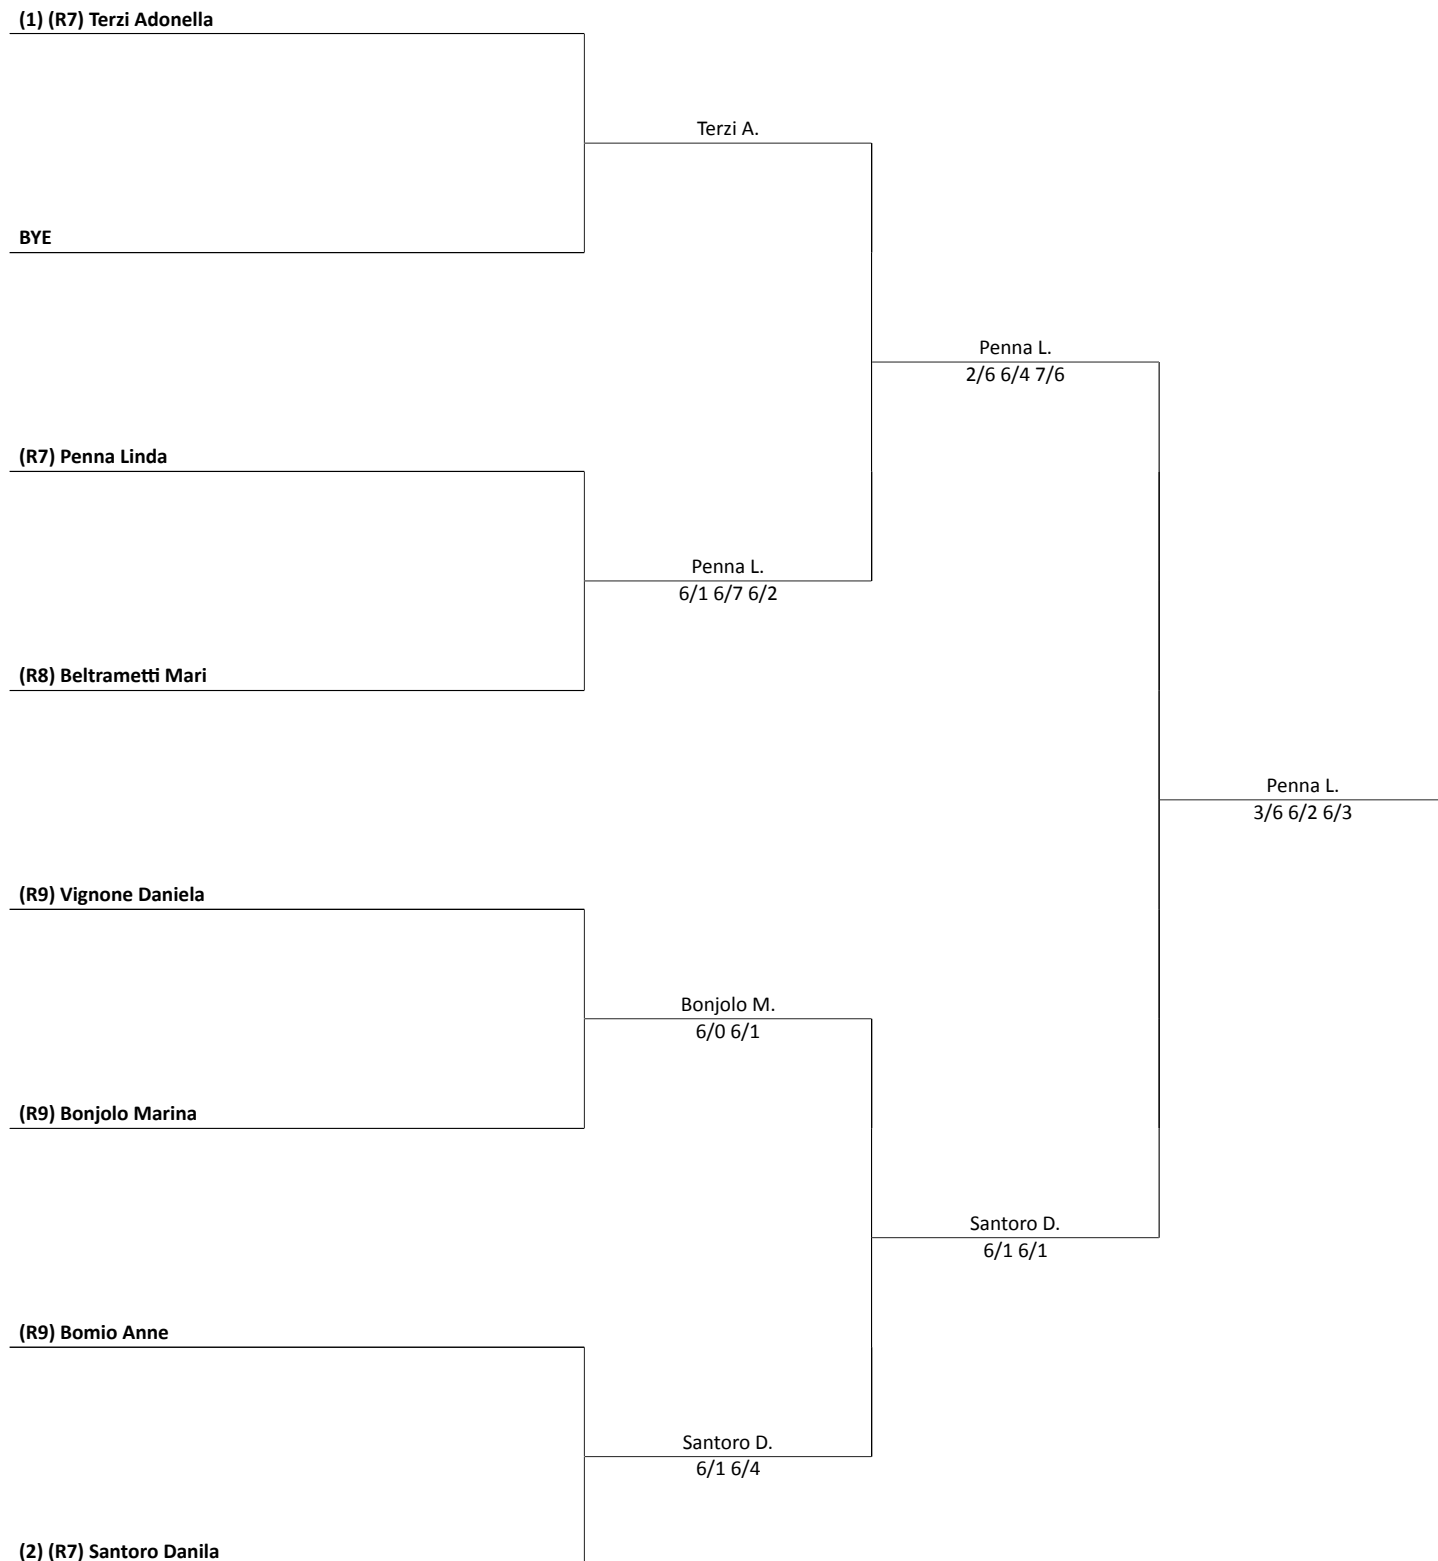 (1) (R7) Terzi Adonella
Terzi A.
BYE
Penna L.
2/6 6/4 7/6
(R7) Penna Linda
Penna L.
6/1 6/7 6/2
(R8) Beltrametti Mari
Penna L.
3/6 6/2 6/3
(R9) Vignone Daniela
Bonjolo M.
6/0 6/1
(R9) Bonjolo Marina
Santoro D.
6/1 6/1
(R9) Bomio Anne
Santoro D.
6/1 6/4
(2) (R7) Santoro Danila